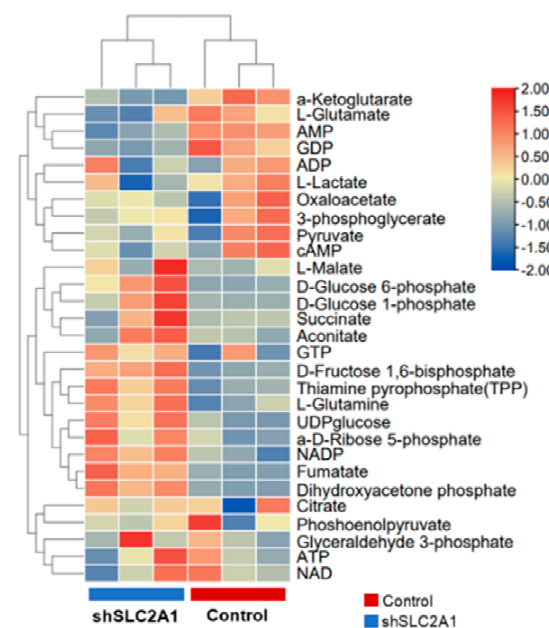 a-Ketoglutarate
L-Glutamate
AMP
GDP
ADP
L-Lactate
Oxaloacetate
3-phosphoglycerate
Pyruvate
cAMP
L-Malate
D-Glucose 6-phosphate
D-Glucose 1-phosphate
Succinate
Aconitate
GTP
D-Fructose 1,6-bisphosphate
Thiamine pyrophosphate(TPP)
L-Glutamine
UDPglucose
a-D-Ribose 5-phosphate
NADP
Fumatate
Dihydroxyacetone phosphate
Citrate
Phoshoenolpyruvate
Glyceraldehyde 3-phosphate
ATP
NAD
2.00
1.50
1.00
0.50
0.00
-0.50
-1.00
-1.50
-2.00
shSLC2A1 Control
Control
shSLC2A1